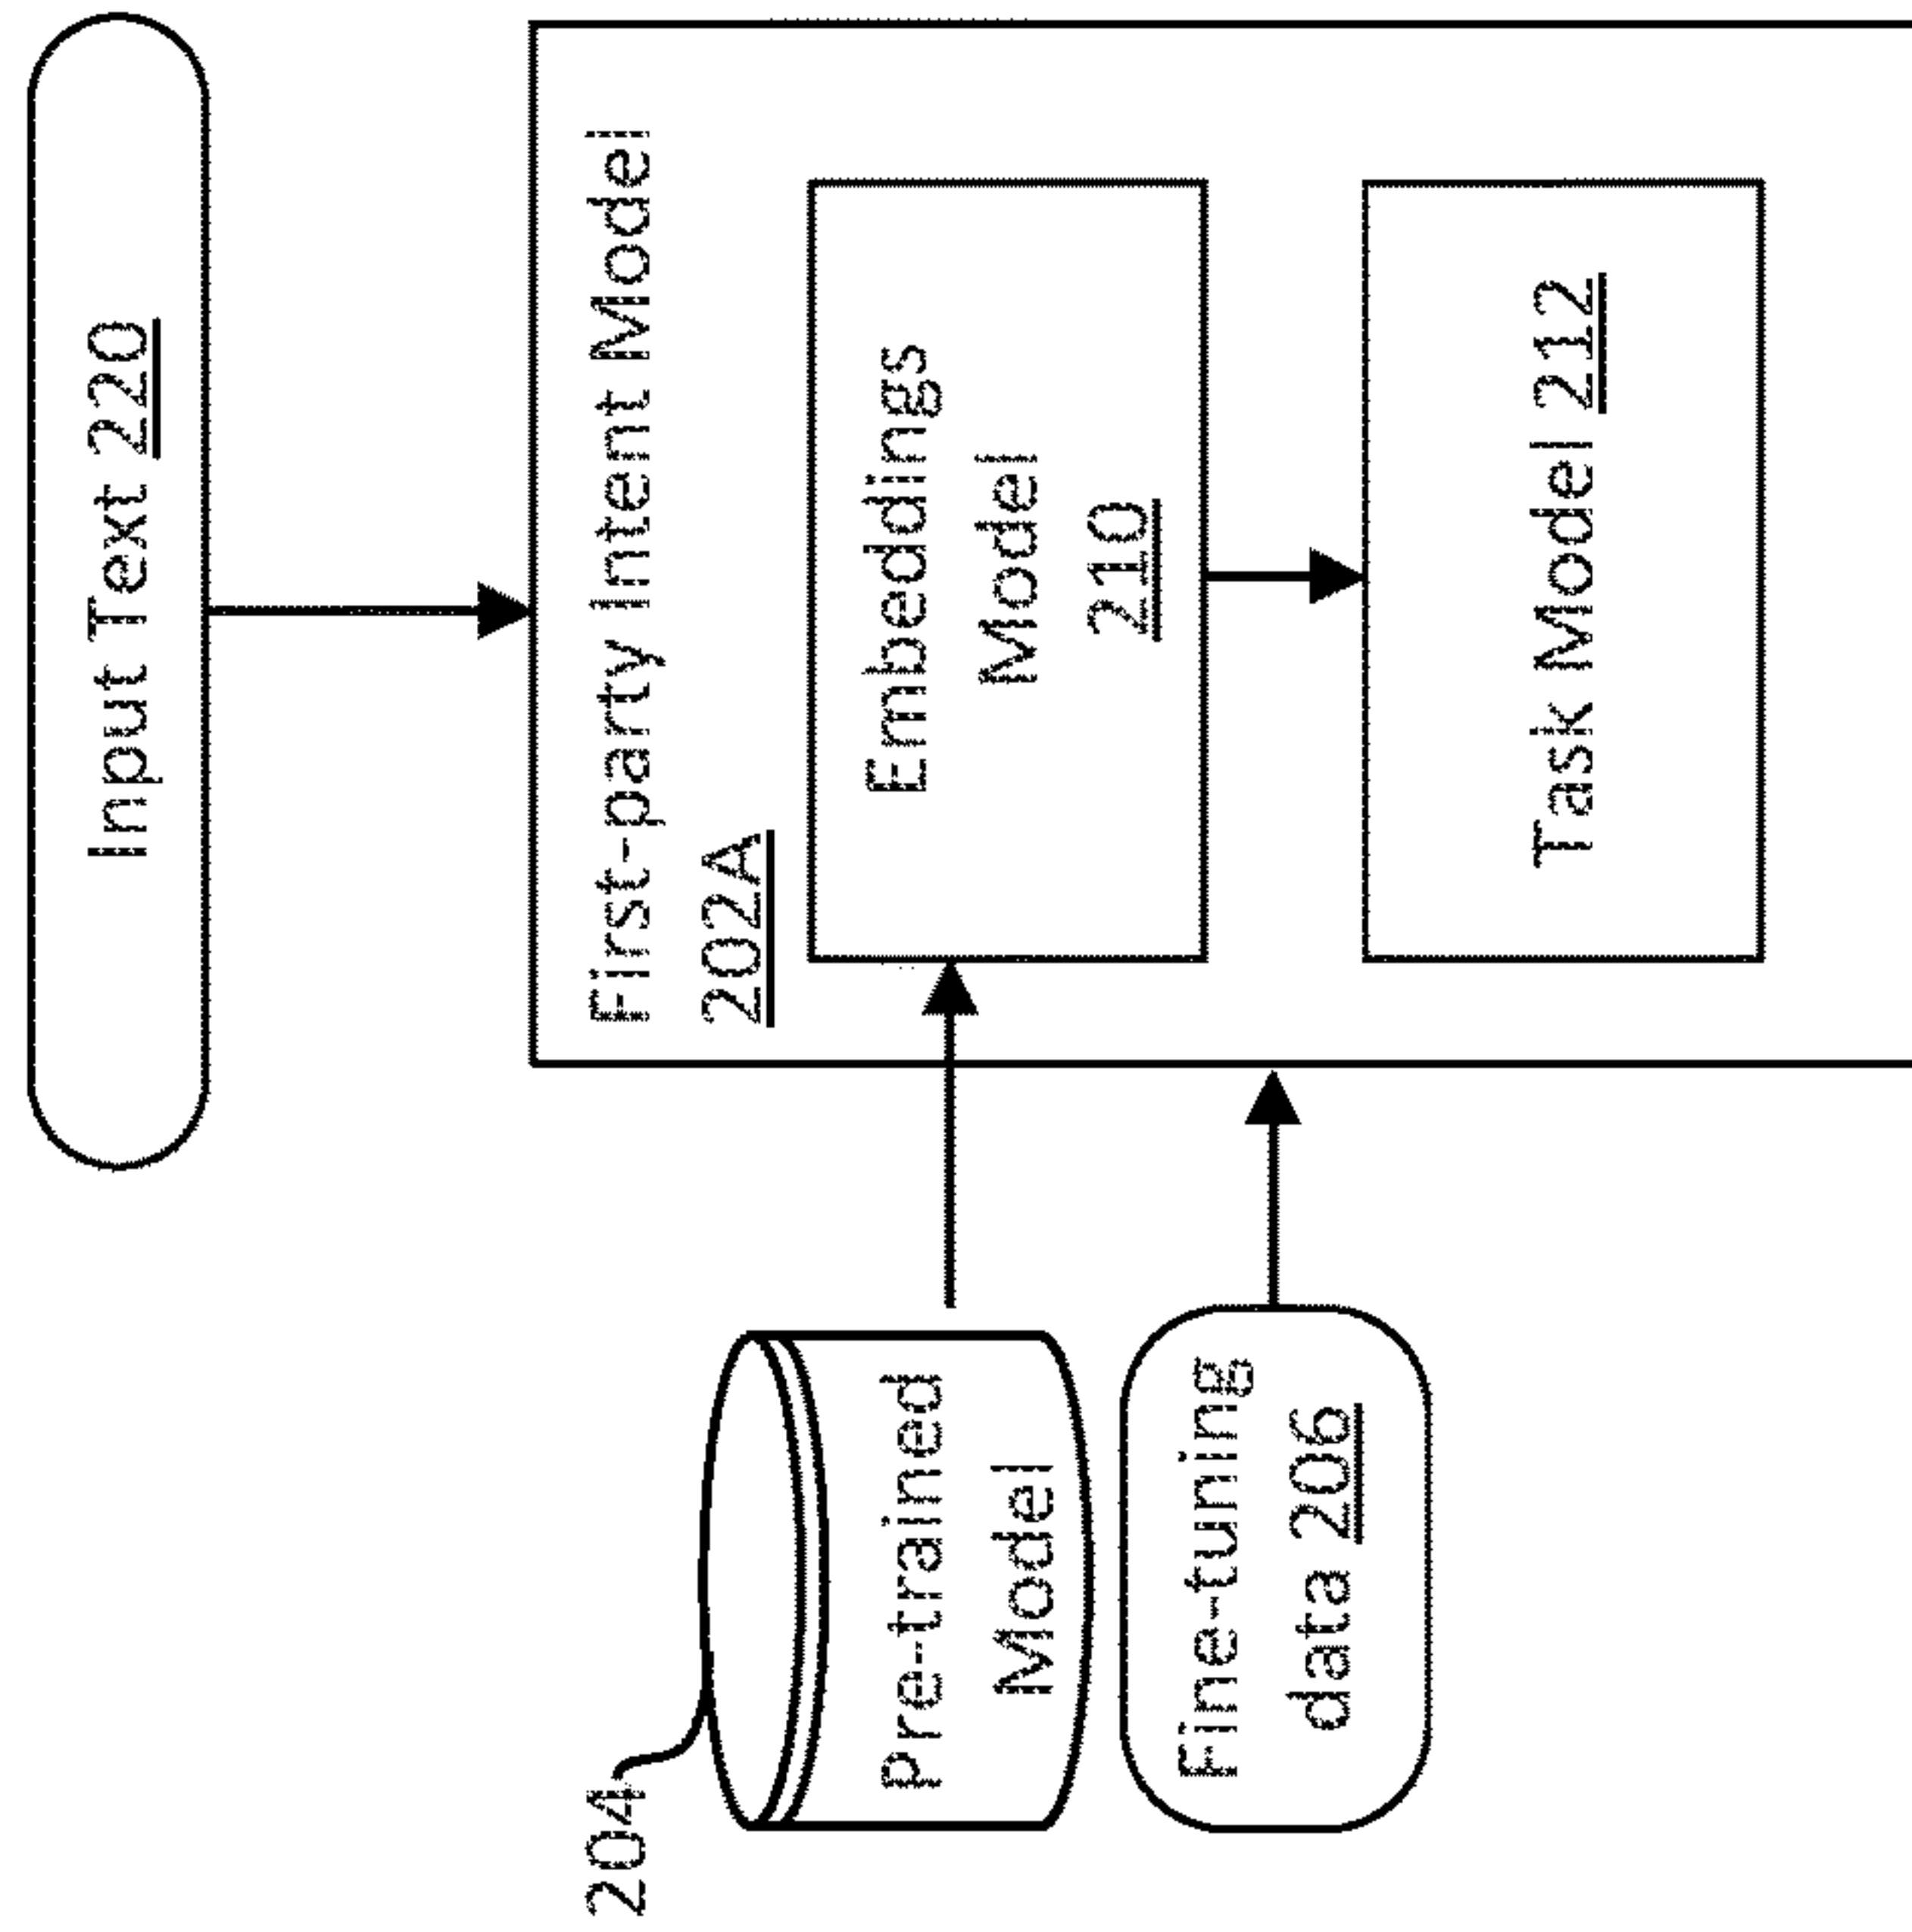 Input Text 220
First-party Intent Model
202A
Embeddings
Model
210
Task Model 212
204
Pre-trained
Model
Fine-tuning
data 206